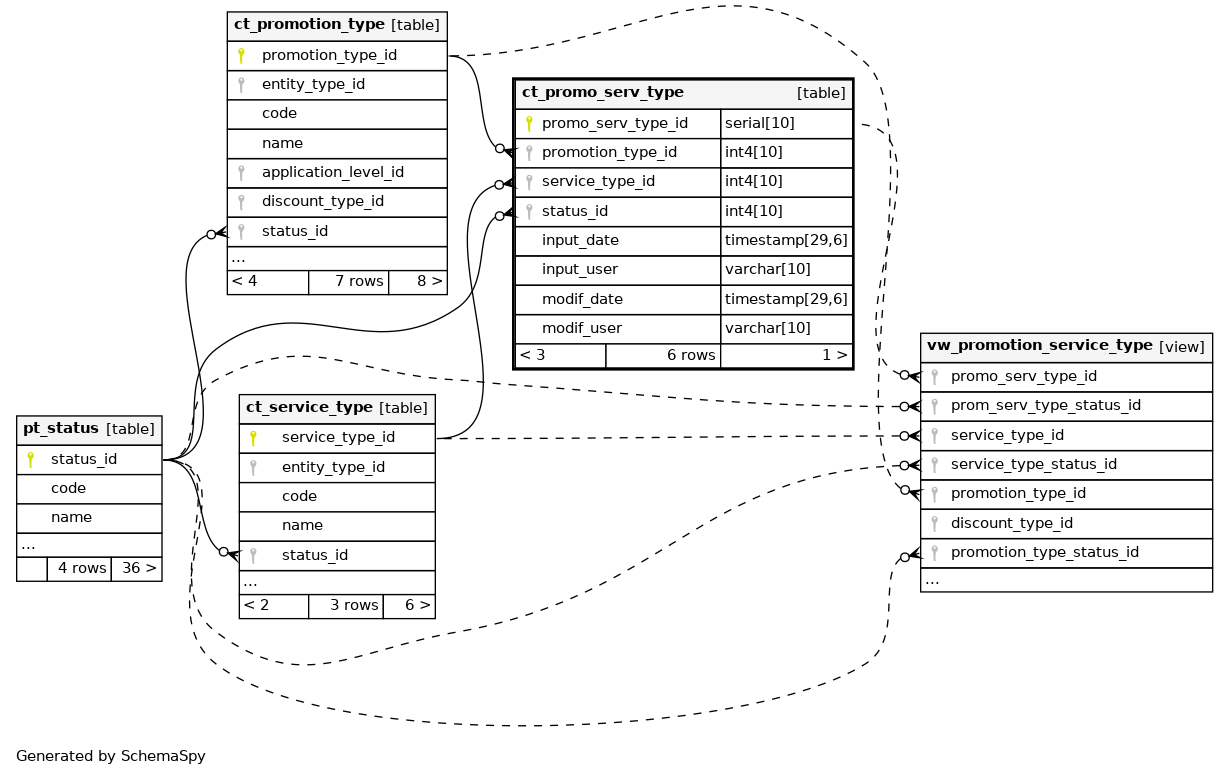 ct_promotion_type [table]
promotion_type_id
entity_type_id
code
name
application_level_id
discount_type_id
status_id
...
< 4 7 rows 8 >
ct_promo_serv_type [table]
promo_serv_type_id serial[10]
promotion_type_id int4[10]
service_type_id int4[10]
status_id int4[10]
input_date timestamp[29,6]
input_user varchar[10]
modif_date timestamp[29,6]
modif_user varchar[10]
< 3 6 rows 1 >
vw_promotion_service_type [view]
promo_serv_type_id
prom_serv_type_status_id
service_type_id
service_type_status_id
promotion_type_id
discount_type_id
promotion_type_status_id
...
ct_service_type [table]
service_type_id
entity_type_id
code
name
status_id
...
< 2 3 rows 6 >
pt_status [table]
status_id
code
name
...
4 rows 36 >
Generated by SchemaSpy